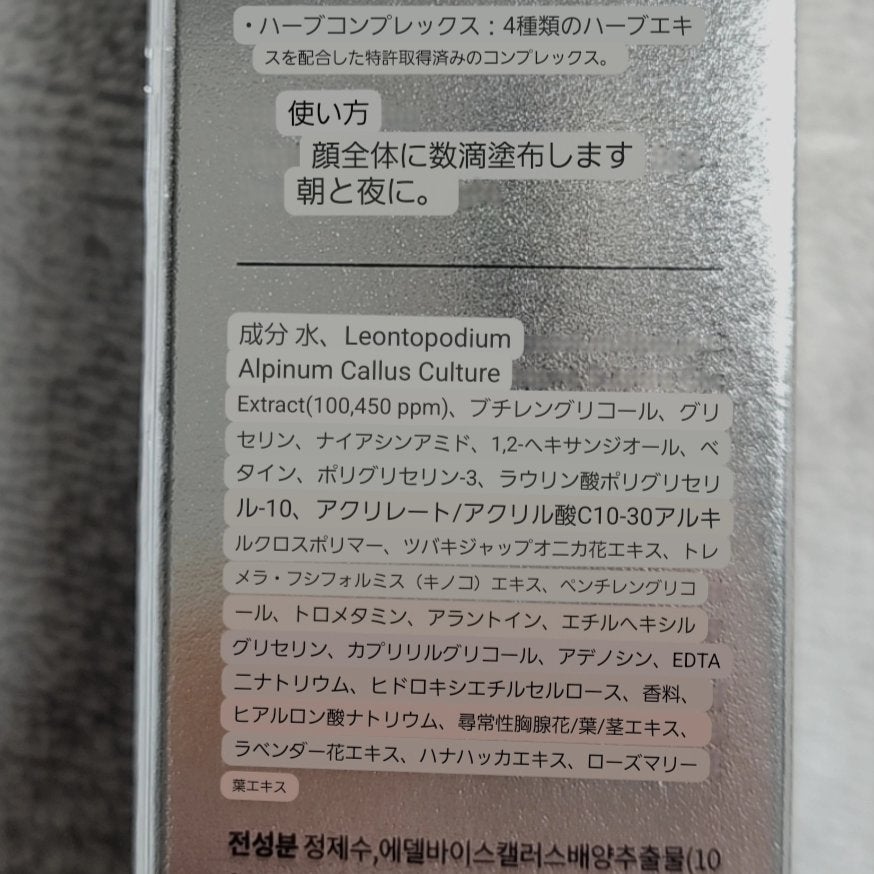 ・ハーブコンプレックス：4種類のハーブエキ
スを配合した特許取得済みのコンプレックス。
使い方
顔全体に数滴塗布します
朝と夜に。
成分 水、Leontopodium
Alpinum Callus Culture
Extract(100,450 ppm)、ブチレングリコール、グリ
セリン、ナイアシンアミド、1,2-ヘキサンジオール、ベ
タイン、ポリグリセリン-3、ラウリン酸ポリグリセリ
ル-10、アクリレート/アクリル酸C10-30アルキ
ルクロスポリマー、ツバキジャップオニカ花エキス、トレ
メラ・フシフォルミス（キノコ）エキス、ペンチレングリコ
ール、トロメタミン、アラントイン、エチルヘキシル
グリセリン、カプリリルグリコール、アデノシン、EDTA
二ナトリウム、ヒドロキシエチルセルロース、香料、
ヒアルロン酸ナトリウム、尋常性胸腺花/葉/茎エキス、
ラベンダー花エキス、ハナハッカエキス、ローズマリー
葉エキス
전성분 정제수,에델바이스캘러스배양추출물(10